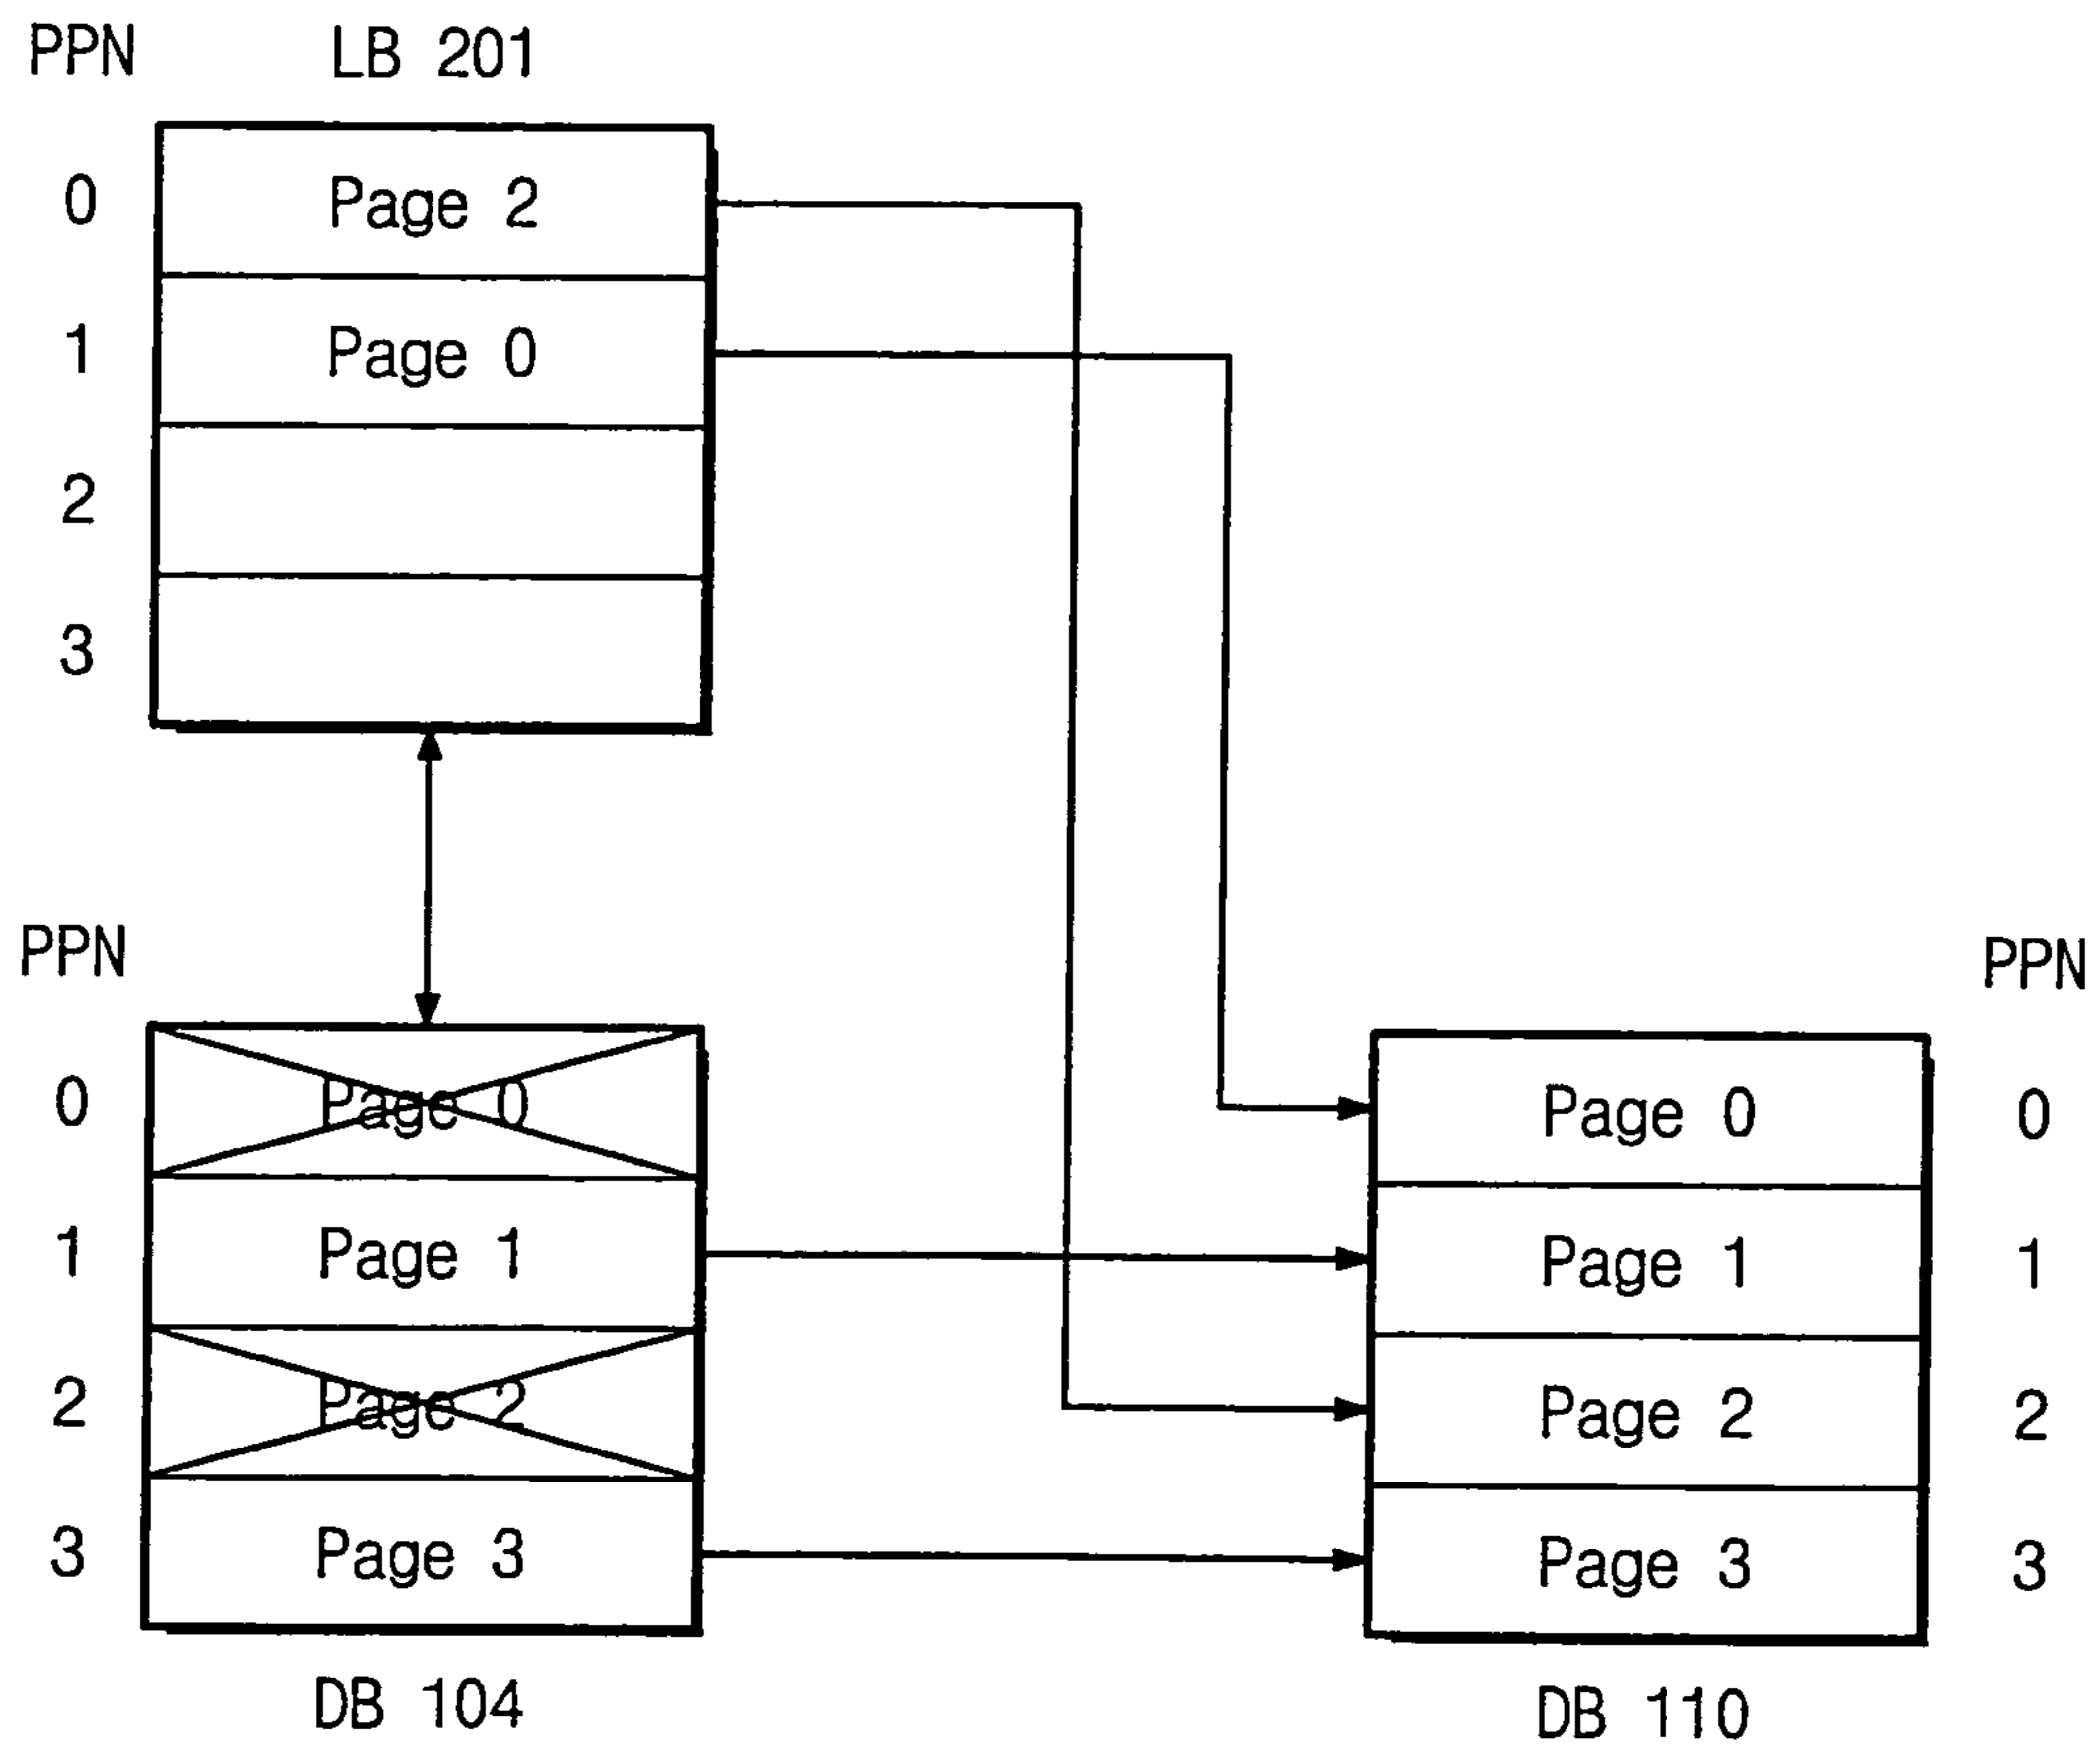 PPN LB 201
0 Page 2
1 Page 0
2
3
PPN
0 Page 0
1 Page 1
2 Page 2
3 Page 3
DB 104
PPN
Page 0 0
Page 1 1
Page 2 2
Page 3 3
DB 110